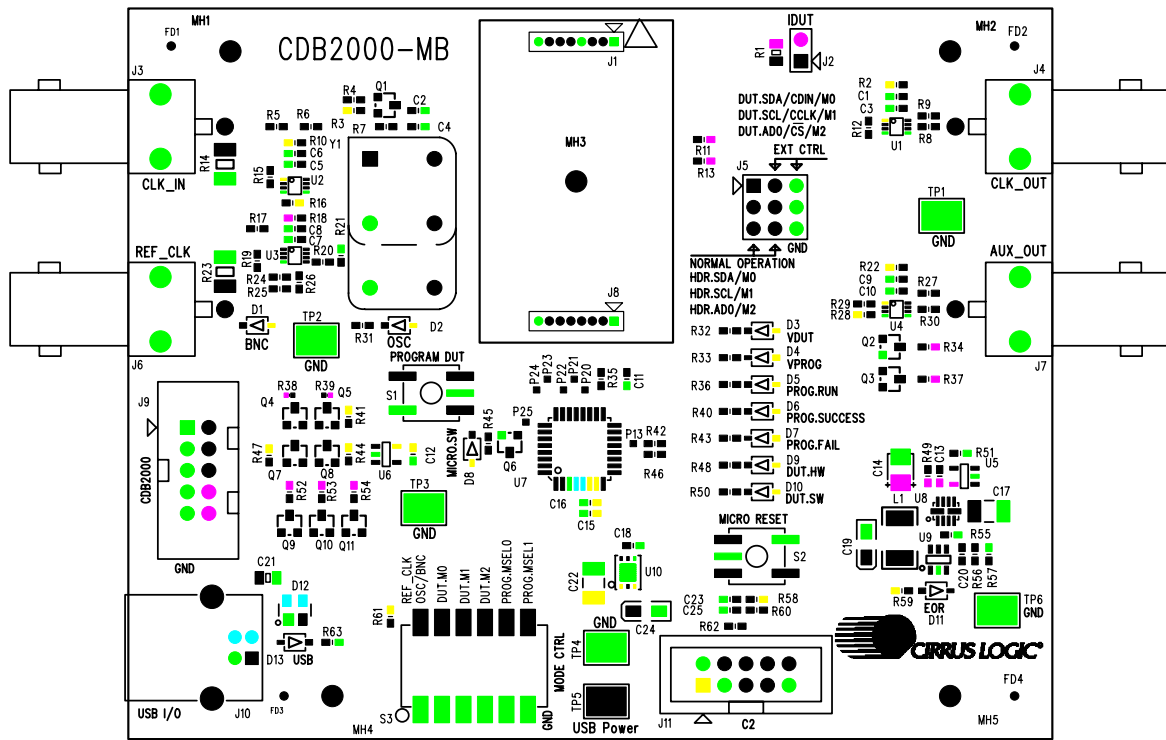 MH1
FD1
CDB2000-MB
J1
IDUT
R1
J2
MH2
FD2
J3
J4
R4
Q1
C2
R3
R5
R6
R7
C4
DUT.SDA/CDIN/M0
DUT.SCL/CCLK/M1
DUT.ADO/CS/M2
EXT CTRL
R2
C1
C3
R9
R8
R12
U1
R10
Y1
C6
C5
R14
R15
U2
R16
CLK_IN
MH3
R11
R13
J5
CLK_OUT
TP1
GND
R17
R18
C8
C7
R21
REF_CLK
U3
R20
R19
R23
R24
R25
R26
GND
NORMAL OPERATION
HDR.SDA/M0
HDR.SCL/M1
HDR.ADO/M2
AUX_OUT
R22
C9
C10
R27
R29
R28
R30
U4
J8
D1
BNC
TP2
GND
R31
D2
OSC
R32
D3
VDUT
R33
D4
VPROG
R36
D5
PROG.RUN
R40
D6
PROG.SUCCESS
R43
D7
PROG.FAIL
R48
D9
DUT.HW
R50
D10
DUT.SW
Q2
R34
Q3
R37
J6
J7
PROGRAM DUT
S1
P24
P23
P22
P21
P20
R35
C11
J9
CDB2000
GND
R38
R39
Q4
Q5
R41
R47
Q7
Q8
R44
U6
C12
MICRO.SW
D8
R45
P25
Q6
U7
P13
R42
R46
R52
R53
R54
Q9
Q10
Q11
TP3
GND
C16
C15
C14
R49
C13
R51
U5
L1
U8
C17
C19
U9
C20
R56
R55
R57
MICRO RESET
S2
C18
U10
C22
C24
C23
C25
R58
R60
R62
R59
EOR
D11
TP6
GND
C21
D12
D13
USB
R63
R61
REF_CLK
OSC/BNC
DUT.M0
DUT.M1
DUT.M2
PROG.MSEL0
PROG.MSEL1
MODE CTRL
GND
S3
GND
TP4
TP5
USB Power
CIRRUS LOGIC®
USB I/O
J10
FD3
MH4
J11
C2
FD4
MH5